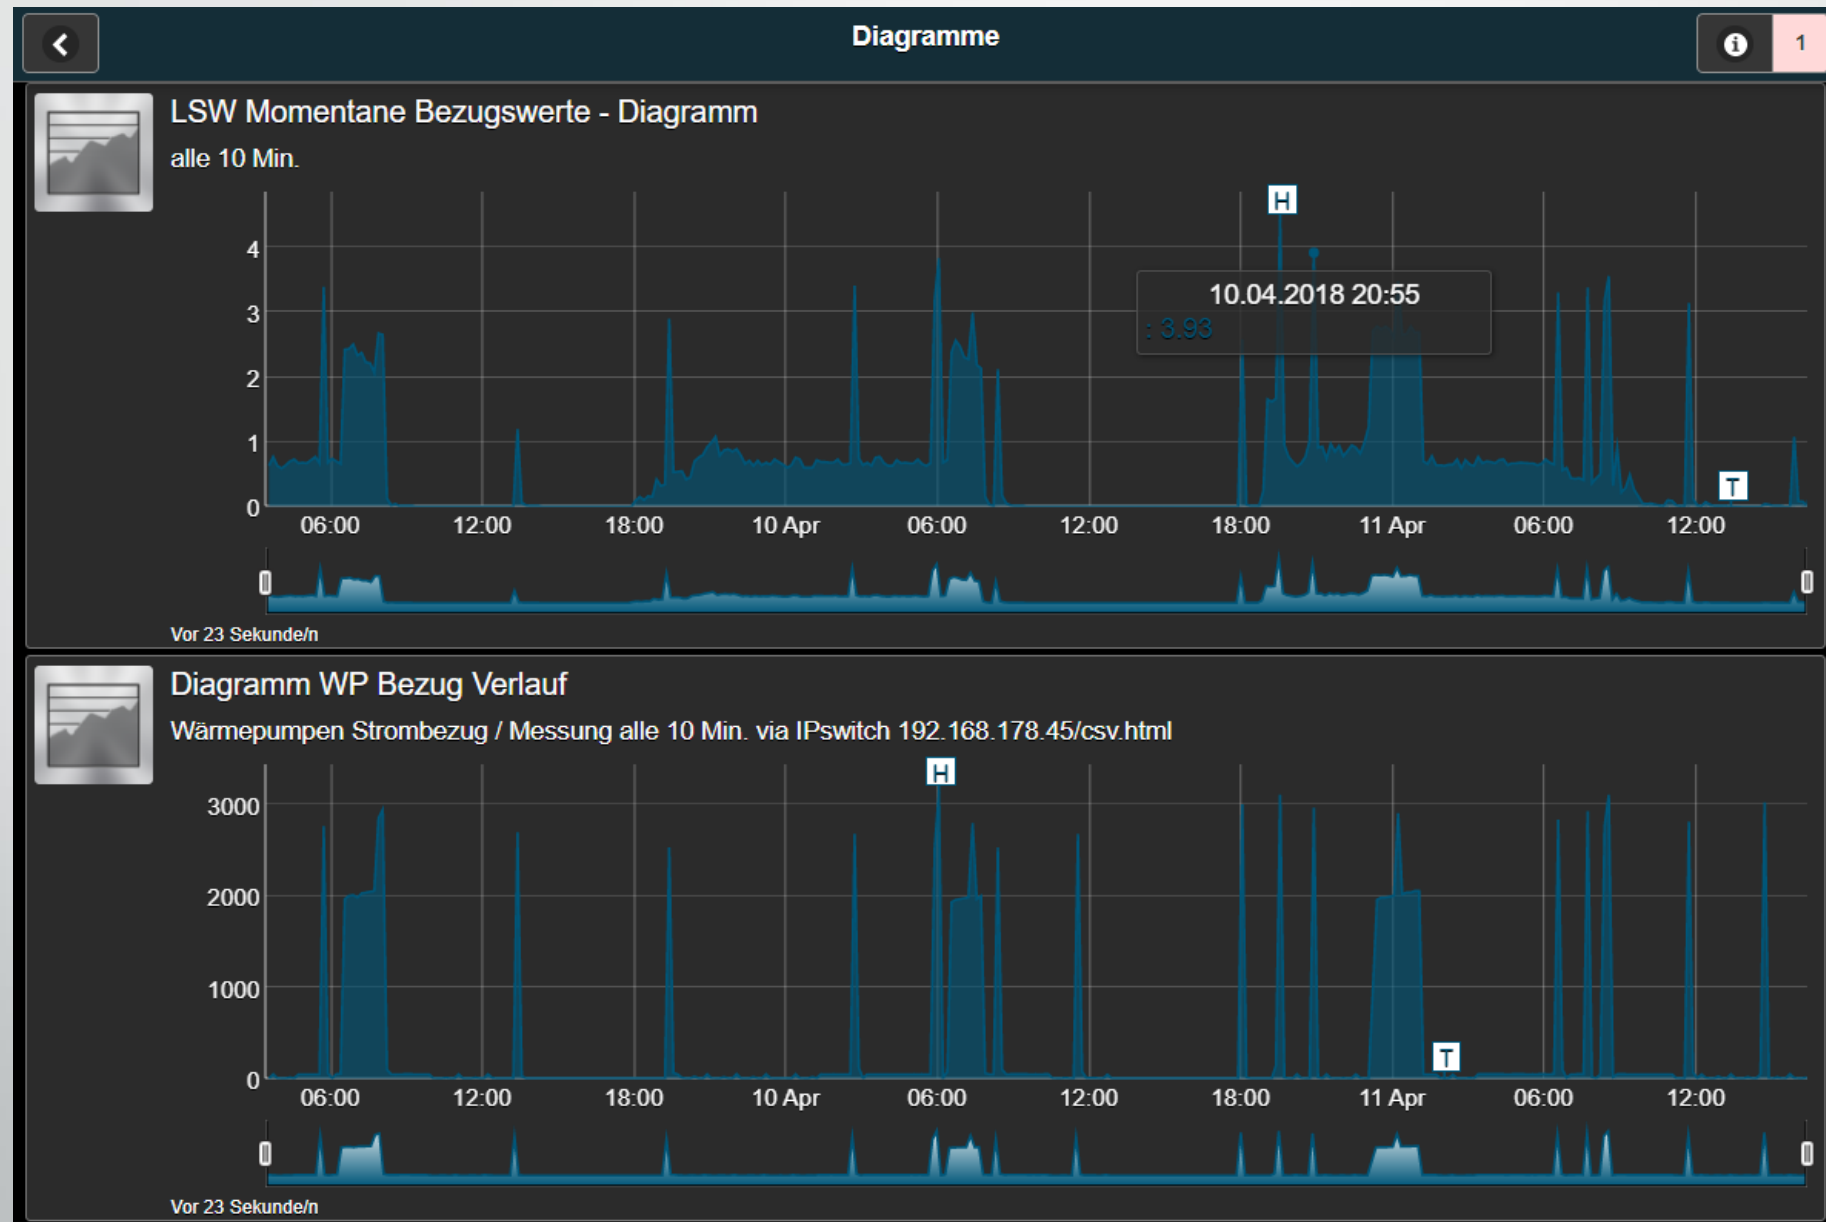 Diagramme
1
LSW Momentane Bezugswerte - Diagramm
alle 10 Min.
H
4
3
2
1
0
10.04.2018 20:55
: 3.93
T
06:00 12:00 18:00 10 Apr 06:00 12:00 18:00 11 Apr 06:00 12:00
Vor 23 Sekunde/n
Diagramm WP Bezug Verlauf
Wärmepumpen Strombezug / Messung alle 10 Min. via IPswitch 192.168.178.45/csv.html
H
3000
2000
1000
T
0
06:00 12:00 18:00 10 Apr 06:00 12:00 18:00 11 Apr 06:00 12:00
Vor 23 Sekunde/n